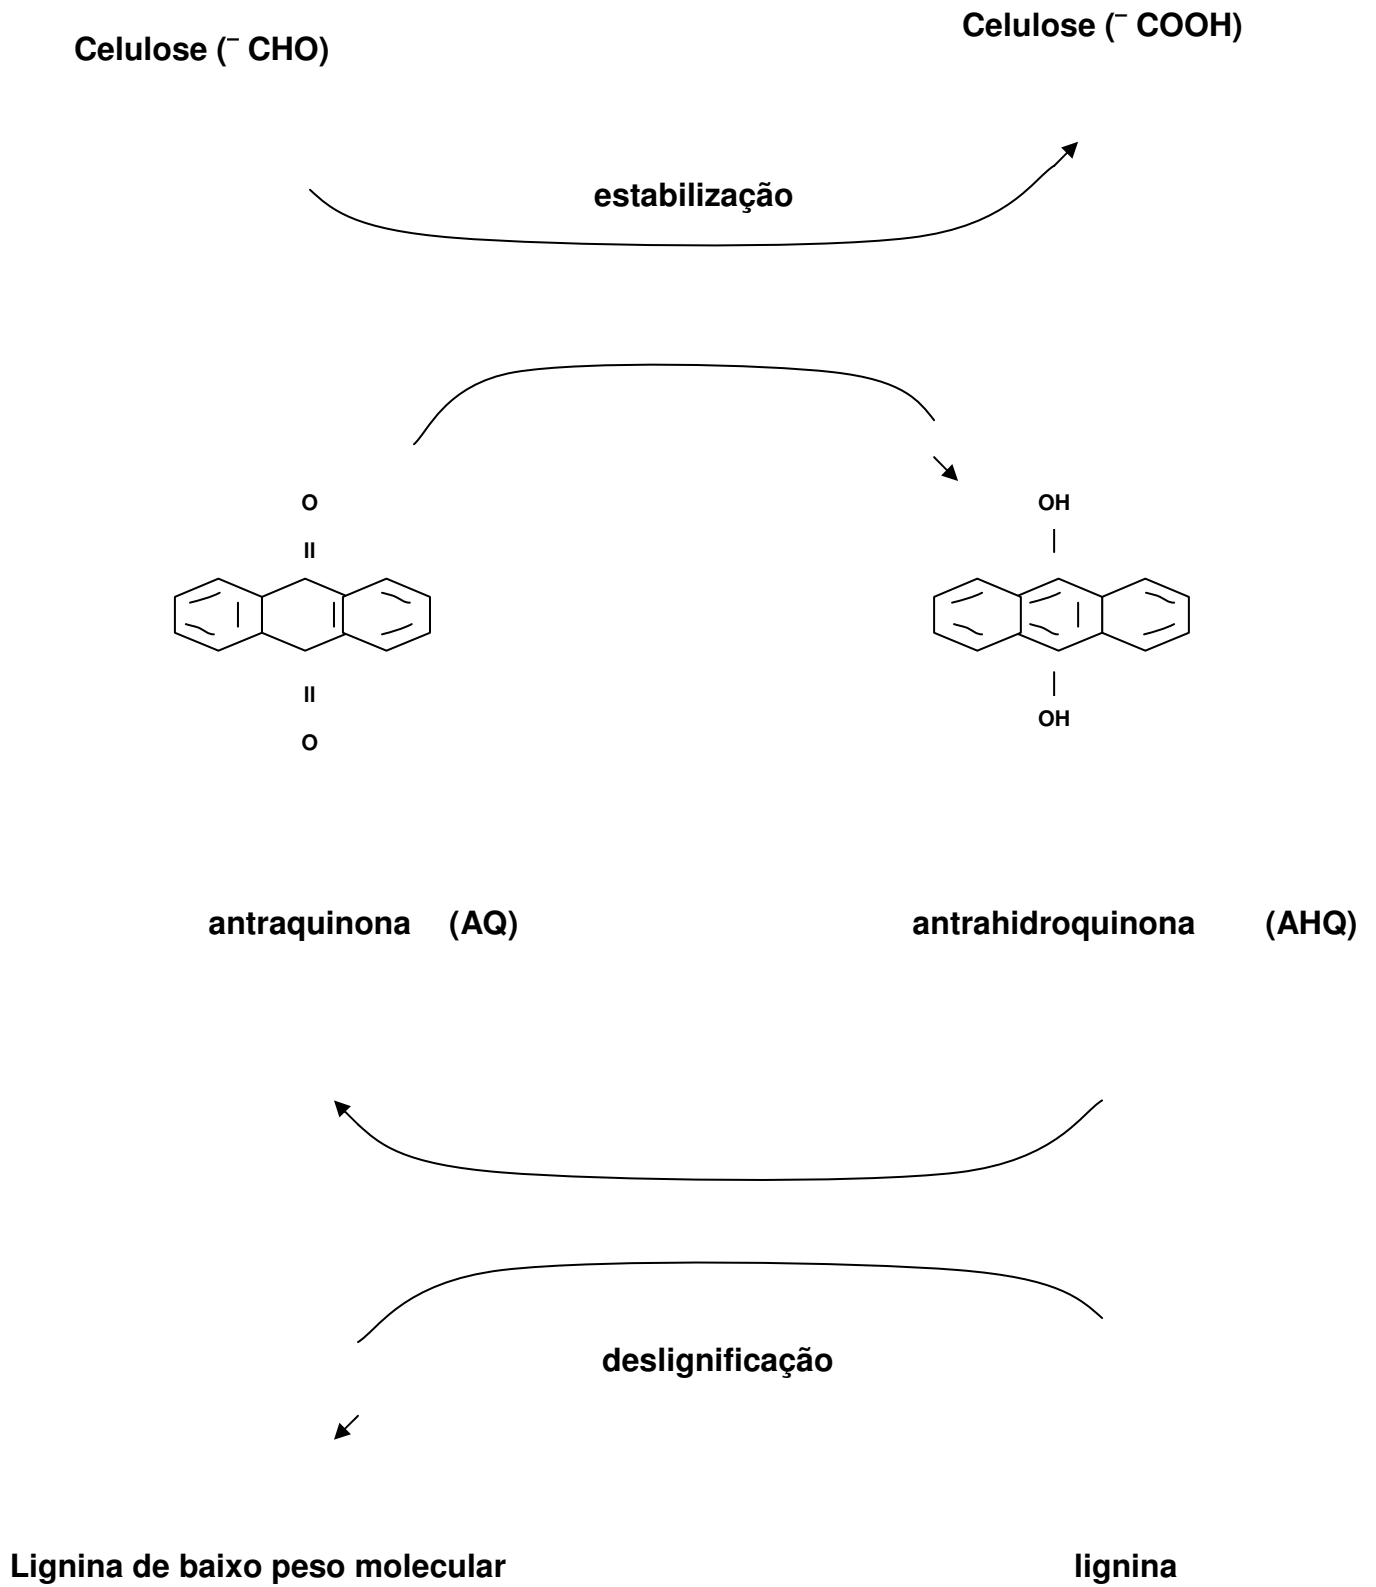 Celulose (– CHO)
Celulose (– COOH)
estabilização
O
II
II
O
OH
|
|
OH
antraquinona (AQ)
antrahidroquinona (AHQ)
deslignificação
Lignina de baixo peso molecular
lignina